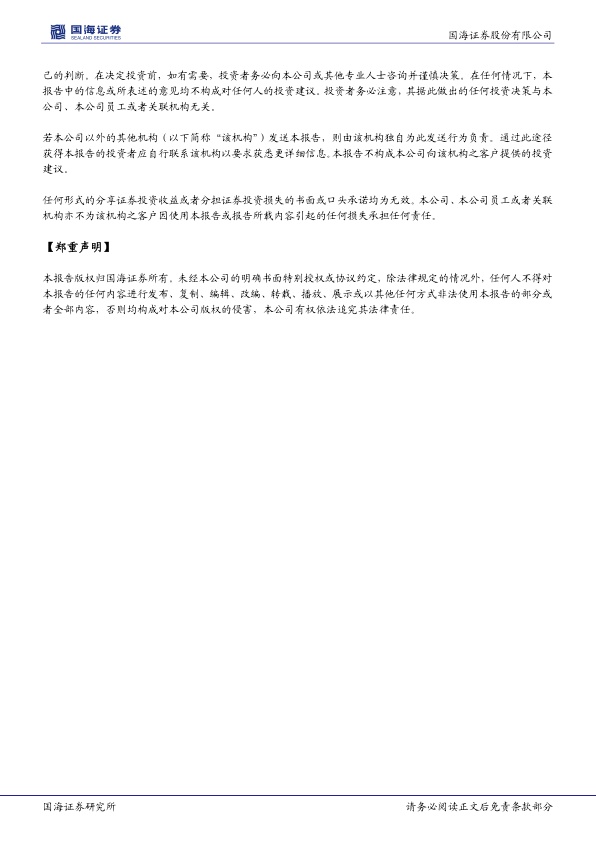 国海证券
SEALAND SECURITIES
国海证券股份有限公司
己的判断。在决定投资前，如有需要，投资者务必向本公司或其他专业人士咨询并谨慎决策。在任何情况下，本
报告中的信息或所表述的意见均不构成对任何人的投资建议。投资者务必注意，其据此做出的任何投资决策与本
公司、本公司员工或者关联机构无关。
若本公司以外的其他机构（以下简称“该机构”）发送本报告，则由该机构独自为此发送行为负责。通过此途径
获得本报告的投资者应自行联系该机构以要求获悉更详细信息。本报告不构成本公司向该机构之客户提供的投资
建议。
任何形式的分享证券投资收益或者分担证券投资损失的书面或口头承诺均为无效。本公司、本公司员工或者关联
机构亦不为该机构之客户因使用本报告或报告所载内容引起的任何损失承担任何责任。
【郑重声明】
本报告版权归国海证券所有。未经本公司的明确书面特别授权或协议约定，除法律规定的情况外，任何人不得对
本报告的任何内容进行发布、复制、编辑、改编、转载、播放、展示或以其他任何方式非法使用本报告的部分或
者全部内容，否则均构成对本公司版权的侵害，本公司有权依法追究其法律责任。
国海证券研究所
请务必阅读正文后免责条款部分